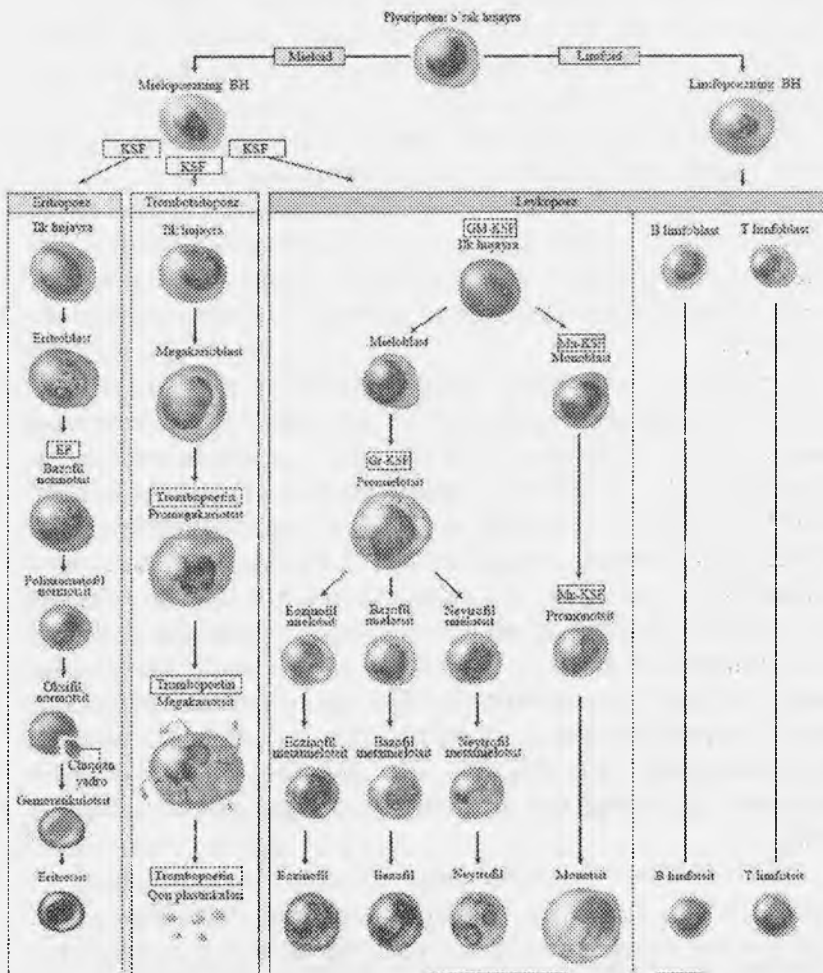 Plyuripotent o'zak hujayra
Mieloid
Limfoid
Mielopoezning BH
Limfopoezning BH
KSF
KSF
KSF
Eritopoez
Trombotsitopoez
Leykopoez
Ilk hujayra
Ilk hujayra
GM-KSF
Ilk hujayra
B limfoblast
T limfoblast
Eritroblast
Megakarioblast
Mieloblast
Mn-KSF
Monoblast
EP
Bazofil
normotsit
Gr-KSF
Promielotsit
Trombopoetin
Promegakariotsit
Polixromatofil
normotsit
Eozinofil
mielotsit
Bazofil
mielotsit
Neytrofil
mielotsit
Mn-KSF
Promonotsit
Oksifil
normotsit
Trombopoetin
Megakariotsit
Chiqqan
yadro
Eozinofil
metamielotsit
Bazofil
metamielotsit
Neytrofil
metamielotsit
Eritrotsit
Trombopoetin
Qon plastinkalari
Eozinofil
Bazofil
Neytrofil
Monotsit
B limfotsit
T limfotsit